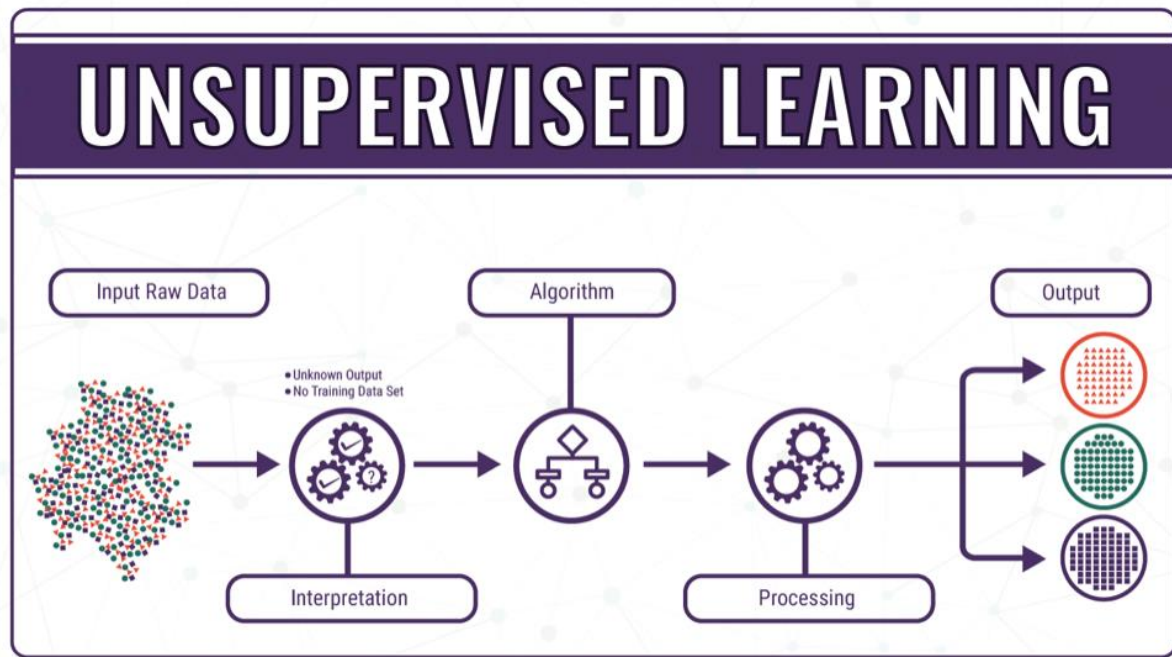 UNSUPERVISED LEARNING
Input Raw Data
Algorithm
Output
• Unknown Output
• No Training Data Set
?
Interpretation
Processing